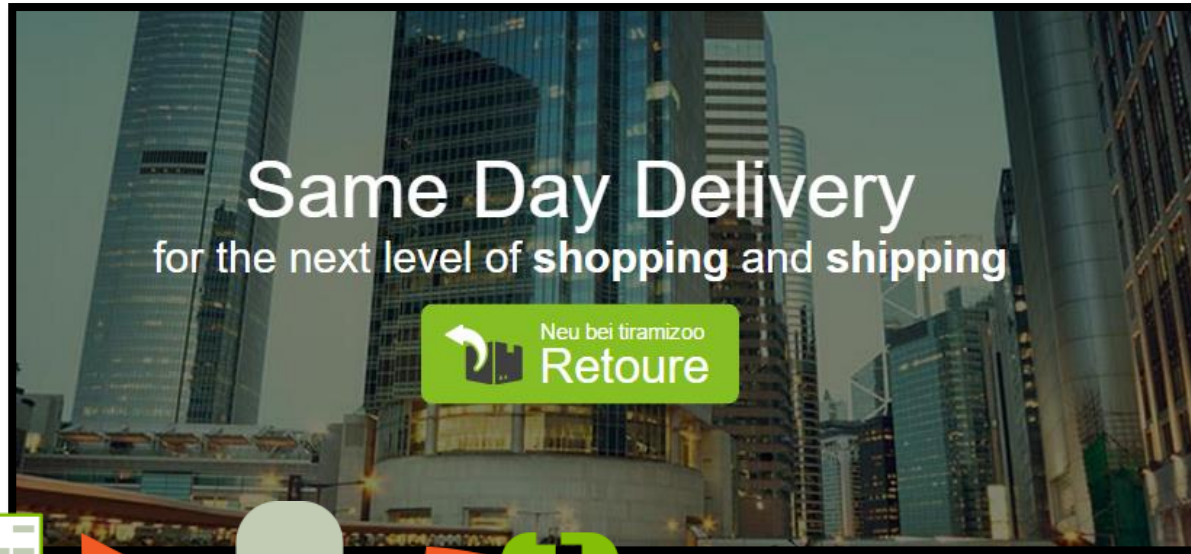 Same Day Delivery
for the next level of shopping and shipping
Neu bei tiramizoo
Retoure